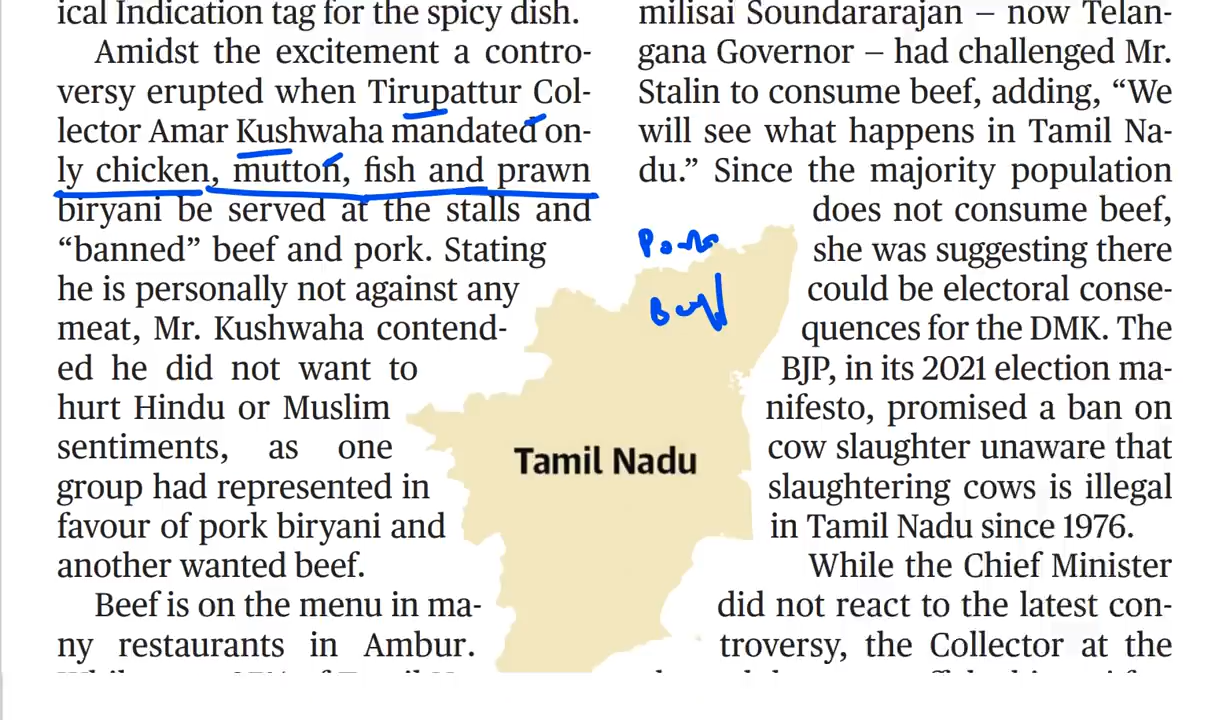 ical Indication tag for the spicy dish.
Amidst the excitement a contro-
versy erupted when Tirupattur Col-
lector Amar Kushwaha mandated on-
ly chicken, mutton, fish and prawn
biryani be served at the stalls and
“banned” beef and pork. Stating
he is personally not against any
meat, Mr. Kushwaha contend-
ed he did not want to
hurt Hindu or Muslim
sentiments, as one
group had represented in
favour of pork biryani and
another wanted beef.
Beef is on the menu in ma-
ny restaurants in Ambur.
Pork
Beef
Tamil Nadu
milisai Soundararajan – now Telan-
gana Governor – had challenged Mr.
Stalin to consume beef, adding, “We
will see what happens in Tamil Na-
du.” Since the majority population
does not consume beef,
she was suggesting there
could be electoral conse-
quences for the DMK. The
BJP, in its 2021 election ma-
nifesto, promised a ban on
cow slaughter unaware that
slaughtering cows is illegal
in Tamil Nadu since 1976.
While the Chief Minister
did not react to the latest con-
troversy, the Collector at the